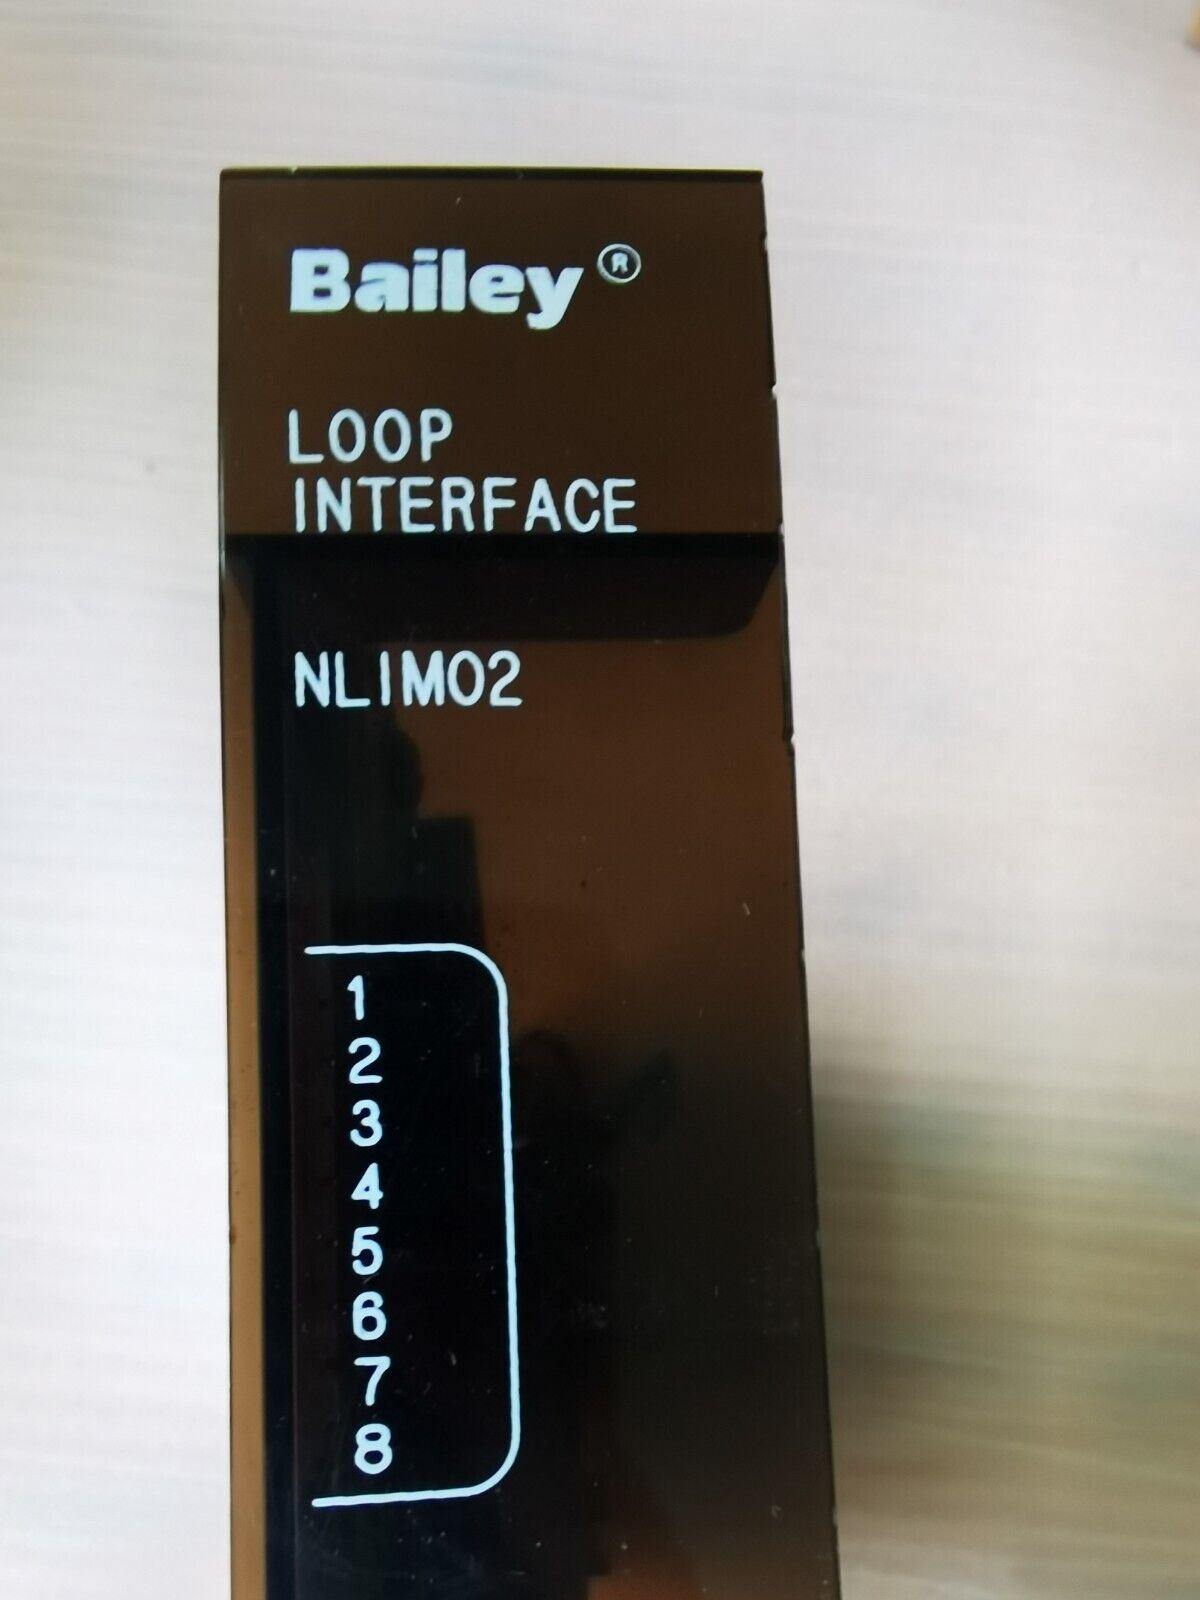 Bailey®
LOOP
INTERFACE
NLIM02
1
2
3
4
5
6
7
8